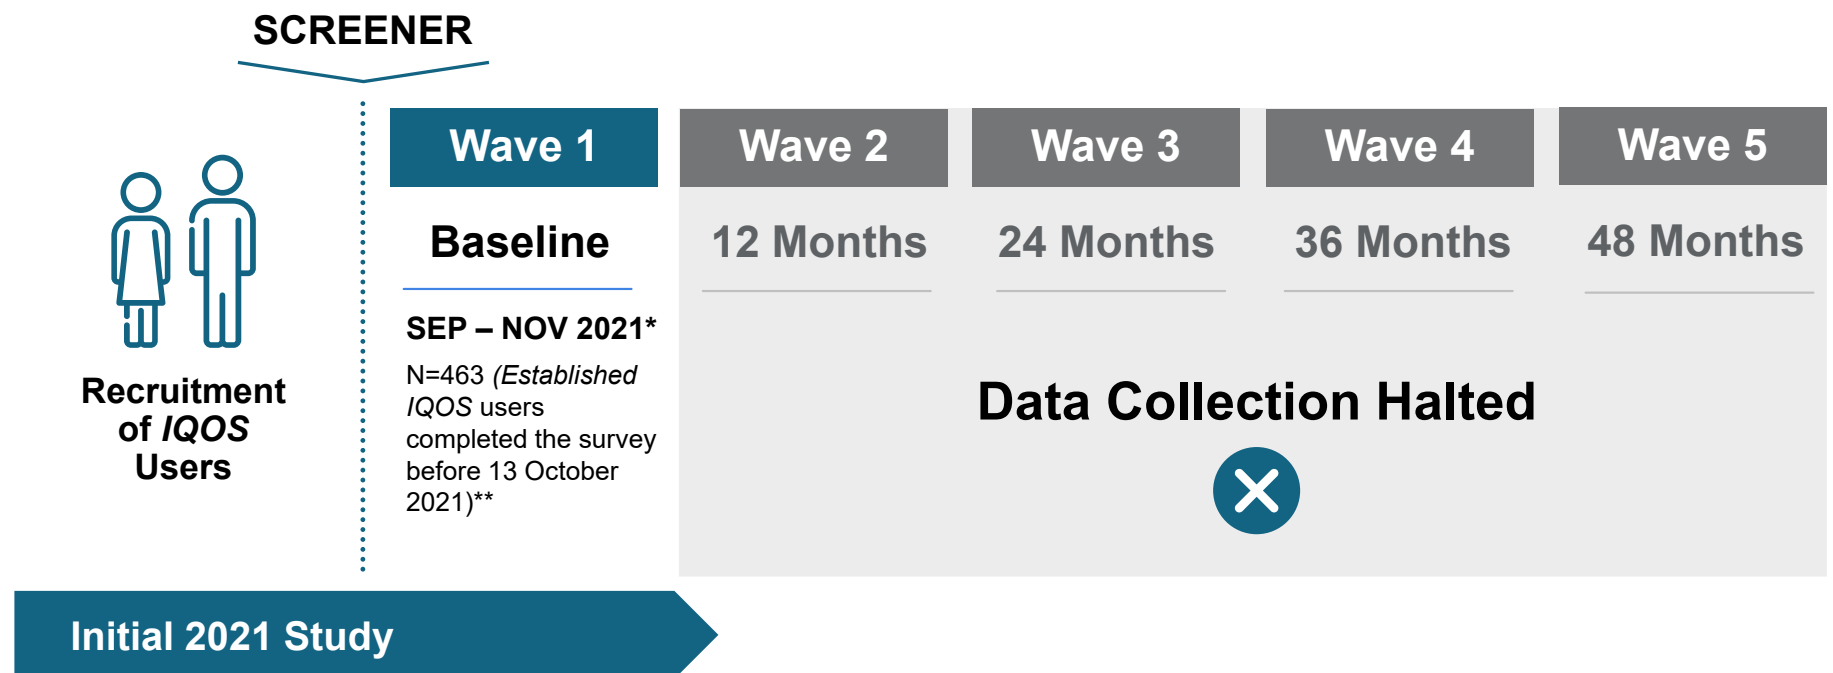 SCREENER
Recruitment
of IQOS
Users
Wave 1
Baseline
SEP – NOV 2021*
N=463 (Established
IQOS users
completed the survey
before 13 October
2021)**
Wave 2
12 Months
Wave 3
24 Months
Wave 4
36 Months
Wave 5
48 Months
Data Collection Halted
Initial 2021 Study